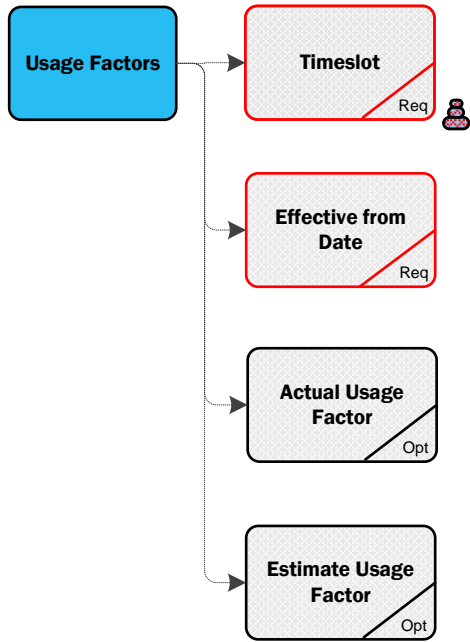 Usage Factors
Timeslot
Req
Effective from
Date
Req
Actual Usage
Factor
Opt
Estimate Usage
Factor
Opt